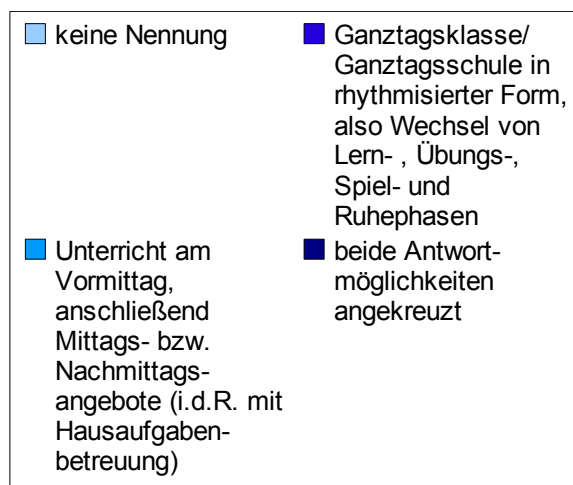 keine Nennung
Ganztagsklasse/
Ganztagsschule in
rhythmisierter Form,
also Wechsel von
Lern- , Übungs-,
Spiel- und
Ruhephasen
Unterricht am
Vormittag,
anschließend
Mittags- bzw.
Nachmittags-
angebote (i.d.R. mit
Hausaufgaben-
betreuung)
beide Antwort-
möglichkeiten
angekreuzt